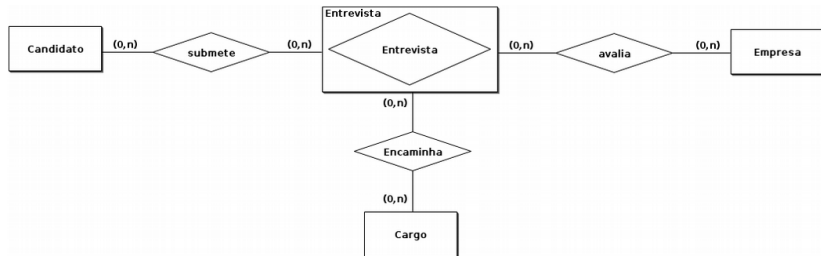 Entrevista
Candidato (0,n) submete (0,n) Entrevista (0,n) avalia (0,n) Empresa
(0,n)
Encaminha
(0,n)
Cargo